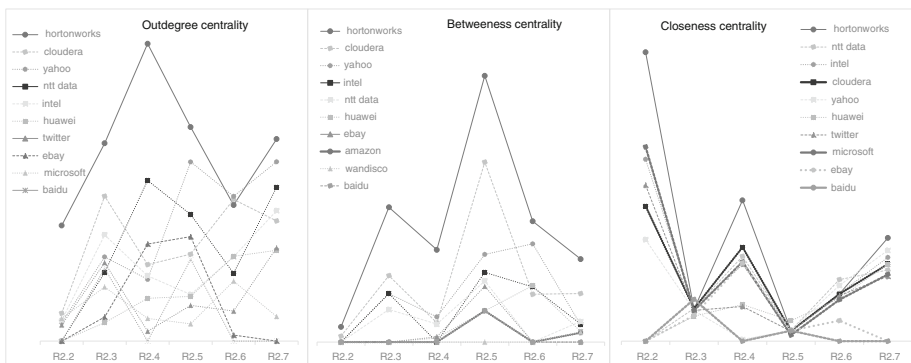 Outdegree centrality
hortonworks
cloudera
yahoo
ntt data
intel
huawei
twitter
ebay
microsoft
baidu
R2.2 R2.3 R2.4 R2.5 R2.6 R2.7
Betweeness centrality
hortonworks
cloudera
yahoo
intel
ntt data
huawei
ebay
amazon
wandisco
baidu
R2.2 R2.3 R2.4 R2.5 R2.6 R2.7
Closeness centrality
hortonworks
ntt data
intel
cloudera
yahoo
huawei
twitter
microsoft
ebay
baidu
R2.2 R2.3 R2.4 R2.5 R2.6 R2.7